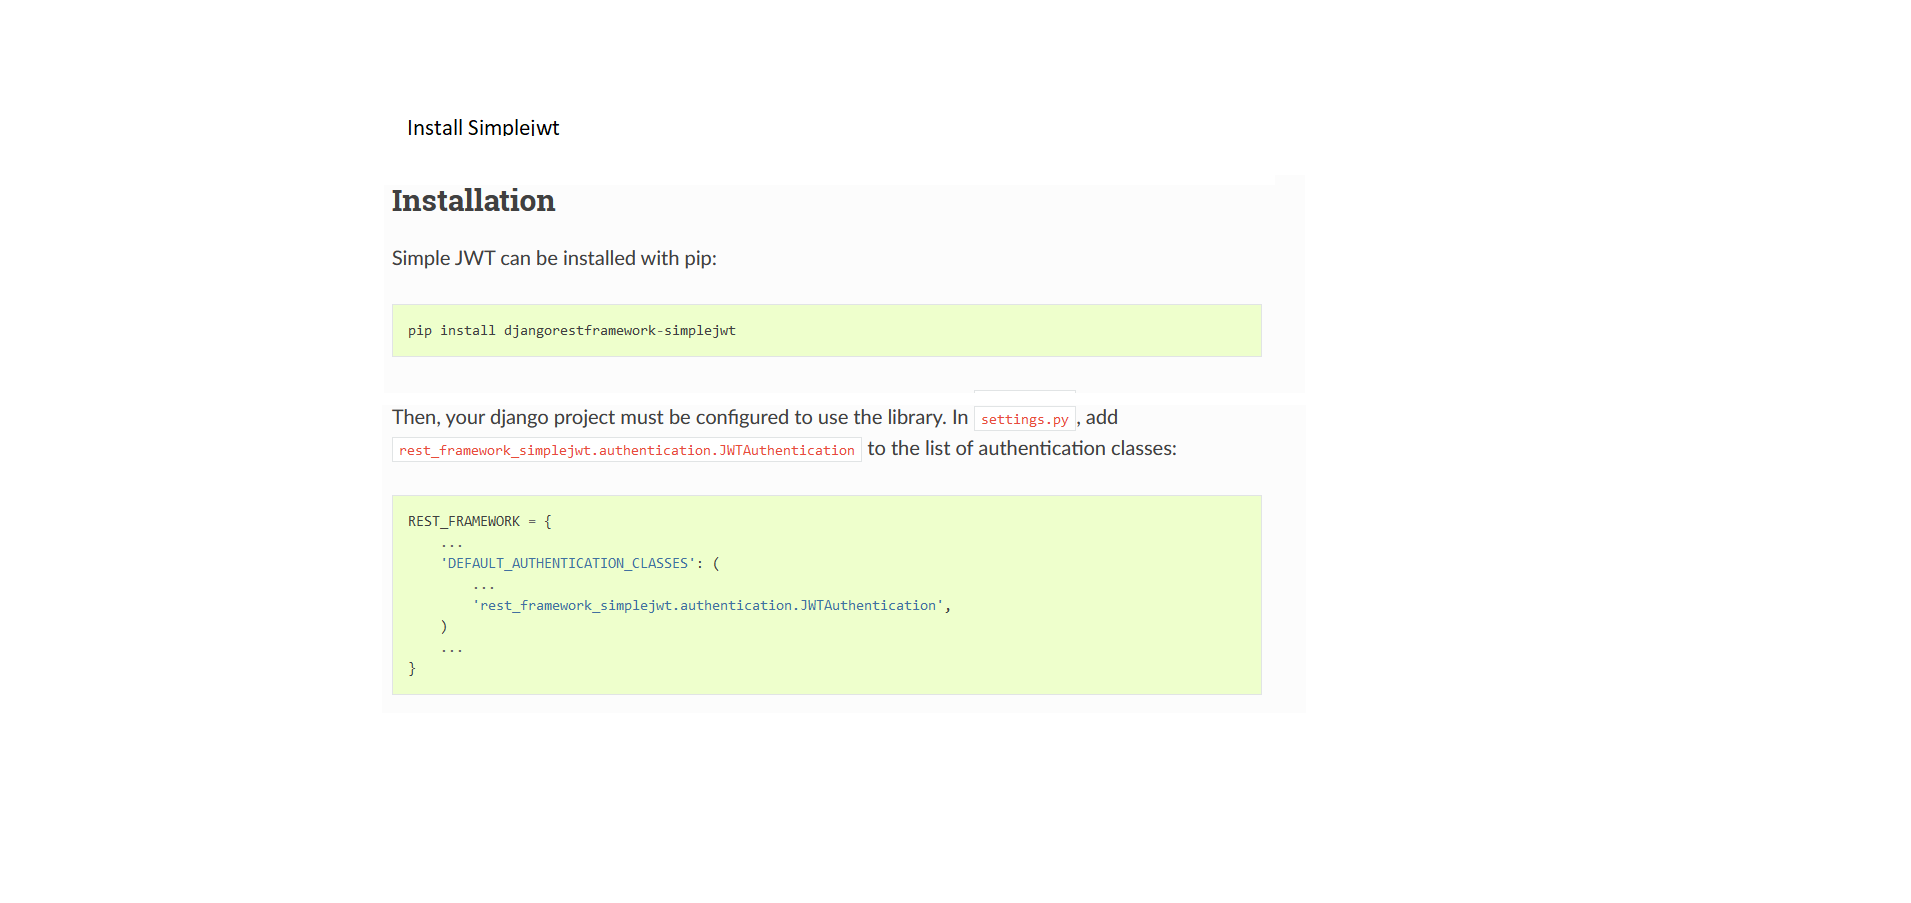 Install Simplejwt
Installation
Simple JWT can be installed with pip:
pip install djangorestframework-simplejwt
Then, your django project must be configured to use the library. In settings.py, add
rest_framework_simplejwt.authentication.JWTAuthentication to the list of authentication classes:
REST_FRAMEWORK = {
    ...
    'DEFAULT_AUTHENTICATION_CLASSES': (
        ...
        'rest_framework_simplejwt.authentication.JWTAuthentication',
    )
    ...
}